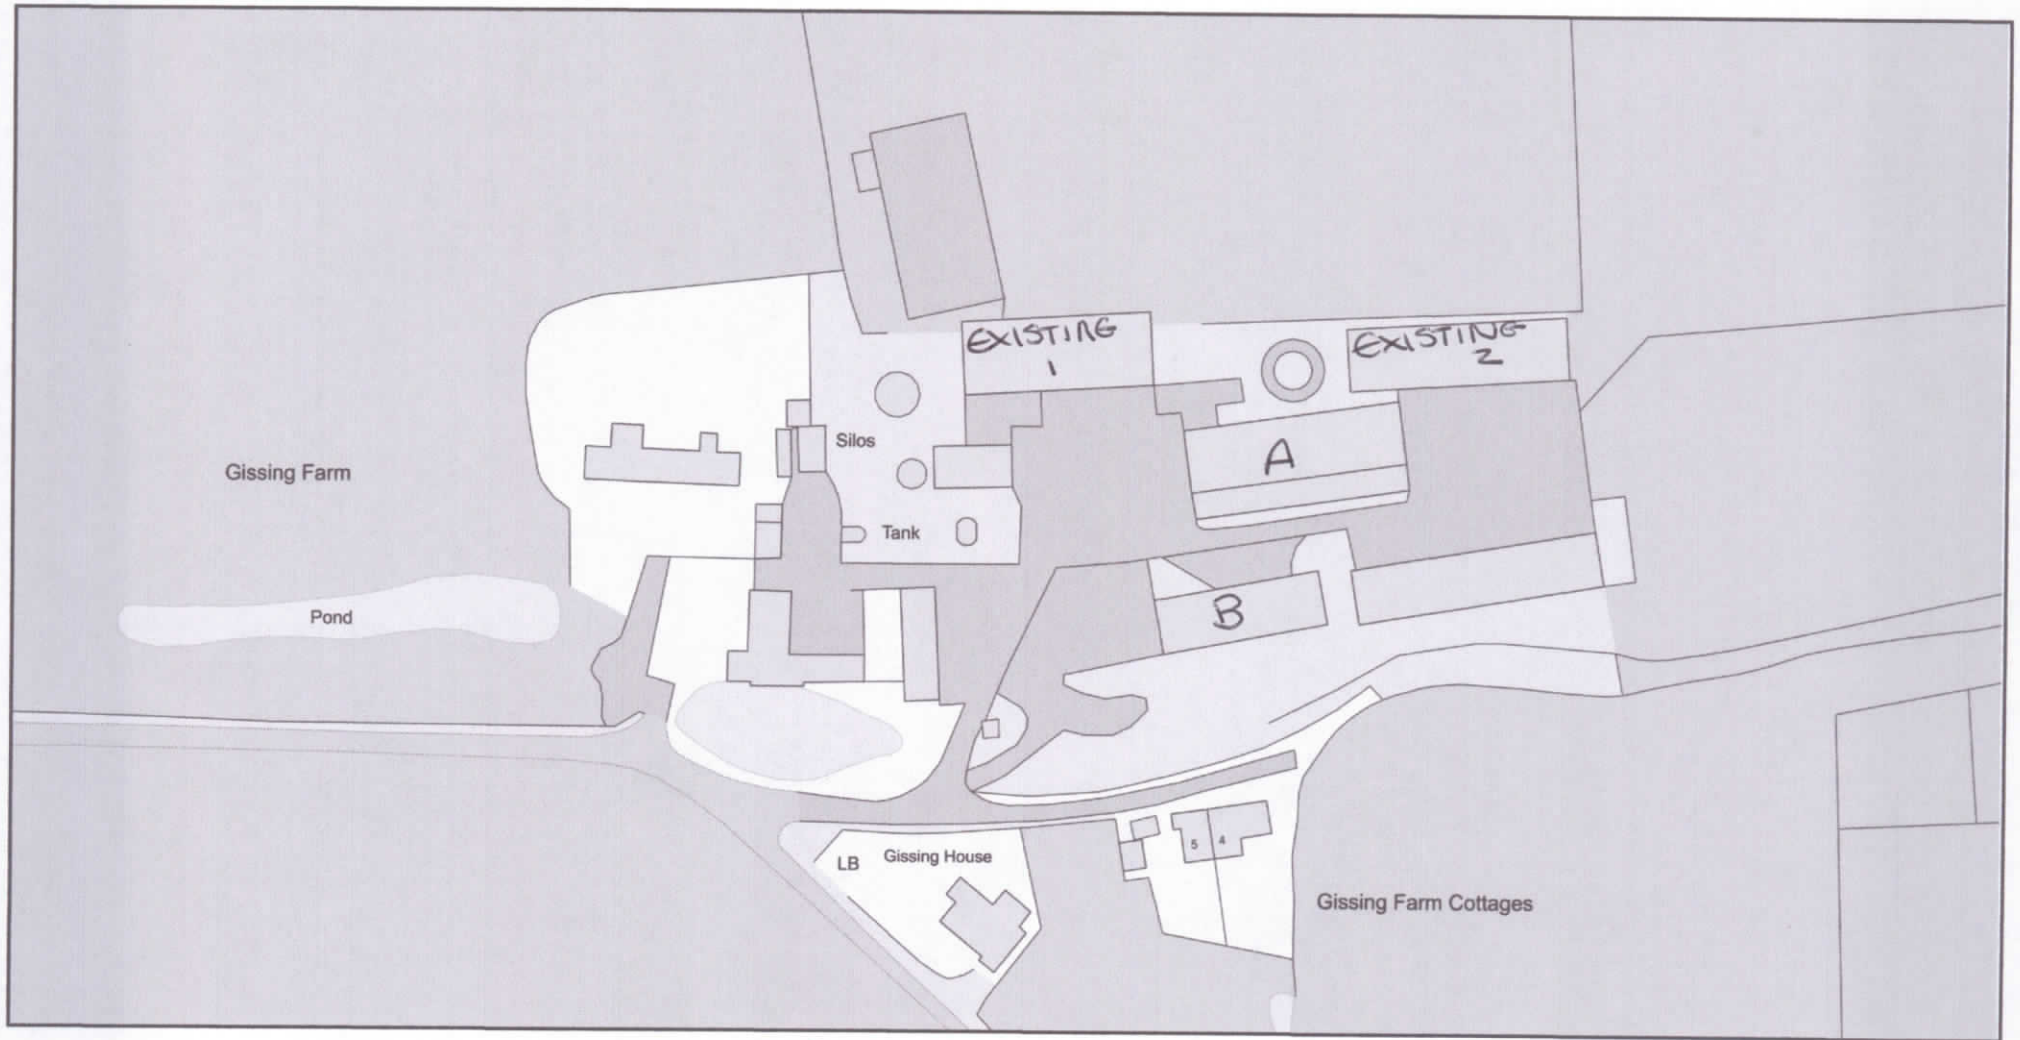 EXISTING
1
EXISTING
2
Silos
A
Gissing Farm
Tank
B
Pond
5
4
LB
Gissing House
Gissing Farm Cottages